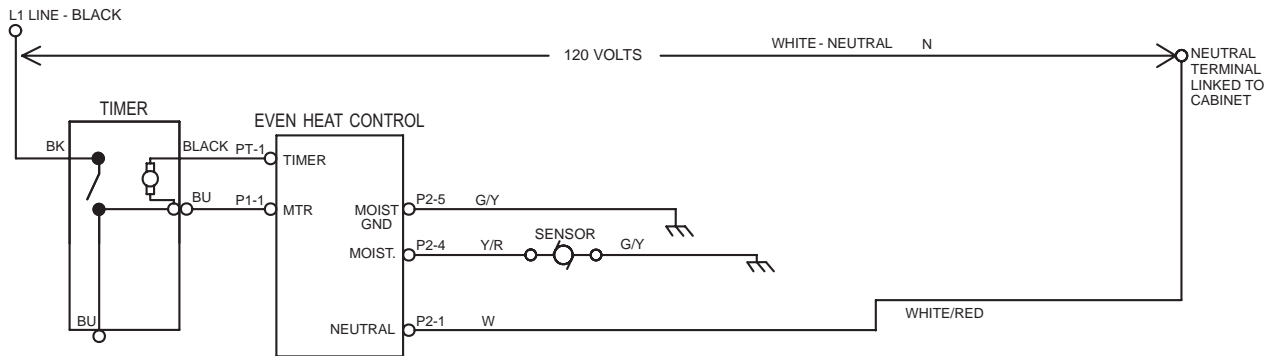 L1 LINE - BLACK
120 VOLTS
WHITE - NEUTRAL N
NEUTRAL
TERMINAL
LINKED TO
CABINET
TIMER
EVEN HEAT CONTROL
BK
BLACK
PT-1
TIMER
BU
P1-1
MTR
MOIST
GND
P2-5
G/Y
MOIST.
P2-4
Y/R
SENSOR
G/Y
BU
NEUTRAL
P2-1
W
WHITE/RED